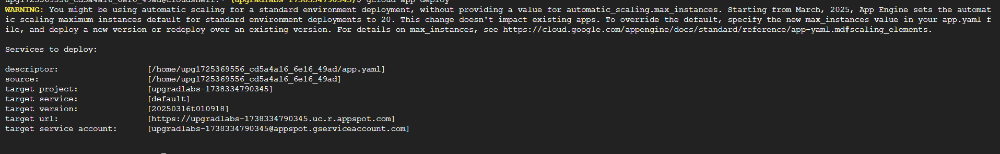 (upgradlabs-1738334790345)$ gcloud app deploy
WARNING: You might be using automatic scaling for a standard environment deployment, without providing a value for automatic_scaling.max_instances. Starting from March, 2025, App Engine sets the automat
ic scaling maximum instances default for standard environment deployments to 20. This change doesn't impact existing apps. To override the default, specify the new max_instances value in your app.yaml f
ile, and deploy a new version or redeploy over an existing version. For details on max_instances, see https://cloud.google.com/appengine/docs/standard/reference/app-yaml.md#scaling_elements.
Services to deploy:
descriptor: [/home/upg1725369556_cd5a4a16_6e16_49ad/app.yaml]
source: [/home/upg1725369556_cd5a4a16_6e16_49ad]
target project: [upgradlabs-1738334790345]
target service: [default]
target version: [20250316t010918]
target url: [https://upgradlabs-1738334790345.uc.r.appspot.com]
target service account: [upgradlabs-1738334790345@appspot.gserviceaccount.com]